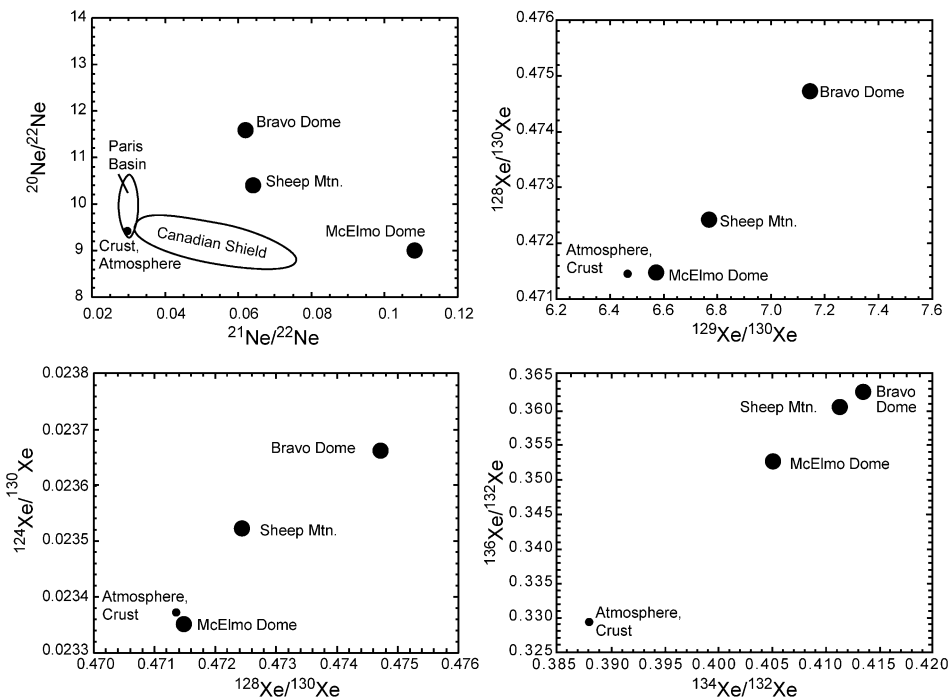 14
12
11
10
9
8
0.02
0.04
0.06
0.08
0.1
0.12
20Ne/22Ne
21Ne/22Ne
Bravo Dome
Paris
Basin
Sheep Mtn.
McElmo Dome
Canadian Shield
Crust,
Atmosphere
0.476
0.475
0.474
0.473
0.472
0.471
6.2
6.4
6.6
6.8
7.0
7.2
7.4
7.6
128Xe/130Xe
129Xe/130Xe
Bravo Dome
Sheep Mtn.
Atmosphere,
Crust
McElmo Dome
0.0238
0.0237
0.0236
0.0235
0.0234
0.0233
0.470
0.471
0.472
0.473
0.474
0.475
0.476
124Xe/130Xe
128Xe/130Xe
Bravo Dome
Sheep Mtn.
Atmosphere,
Crust
McElmo Dome
0.365
0.360
0.355
0.350
0.345
0.340
0.335
0.330
0.325
0.385
0.390
0.395
0.400
0.405
0.410
0.415
0.420
136Xe/132Xe
134Xe/132Xe
Bravo
Dome
Sheep Mtn.
McElmo Dome
Atmosphere,
Crust